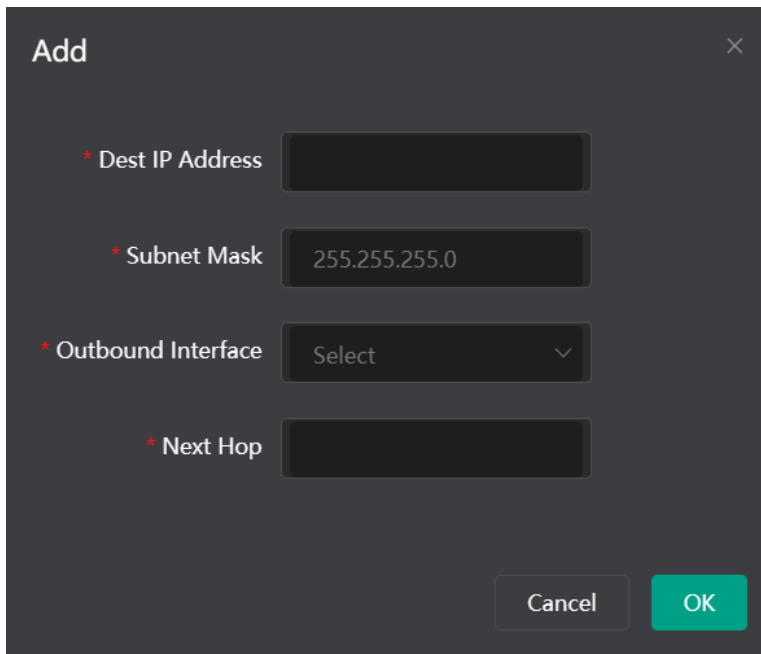 Add
* Dest IP Address
* Subnet Mask 255.255.255.0
* Outbound Interface Select
* Next Hop
Cancel OK